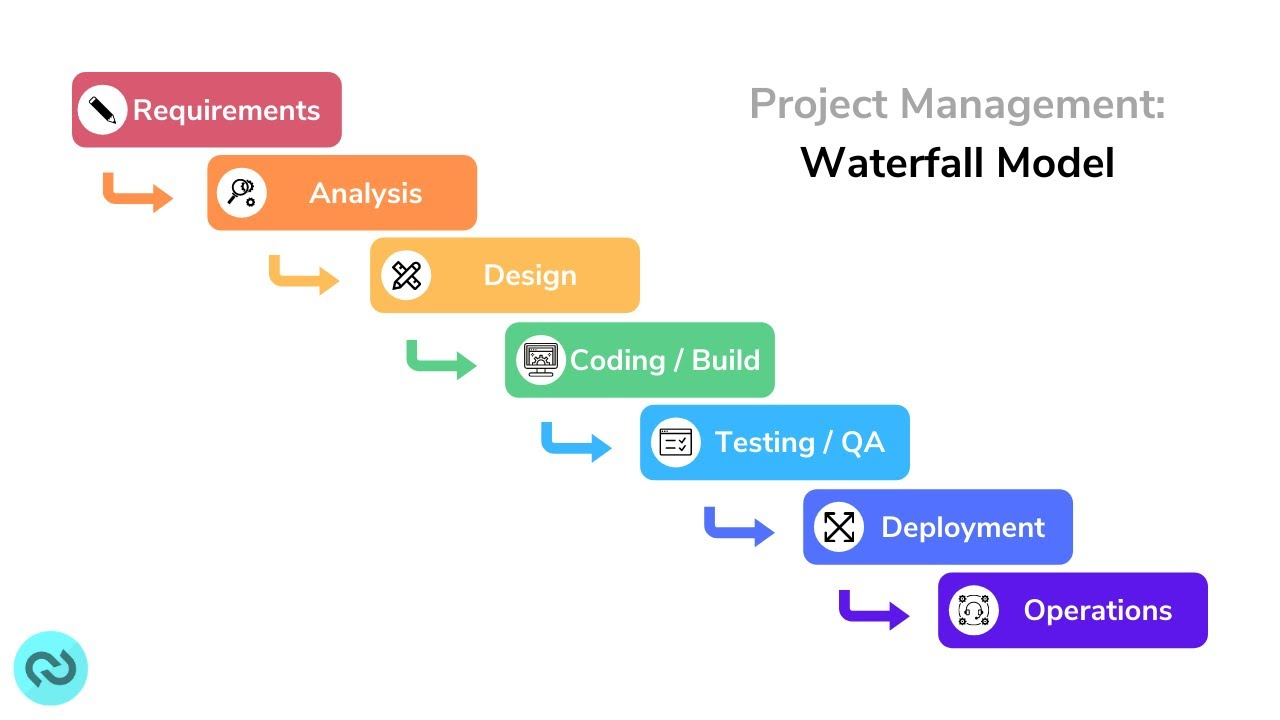 Project Management:
Waterfall Model
Requirements
Analysis
Design
Coding / Build
Testing / QA
Deployment
Operations